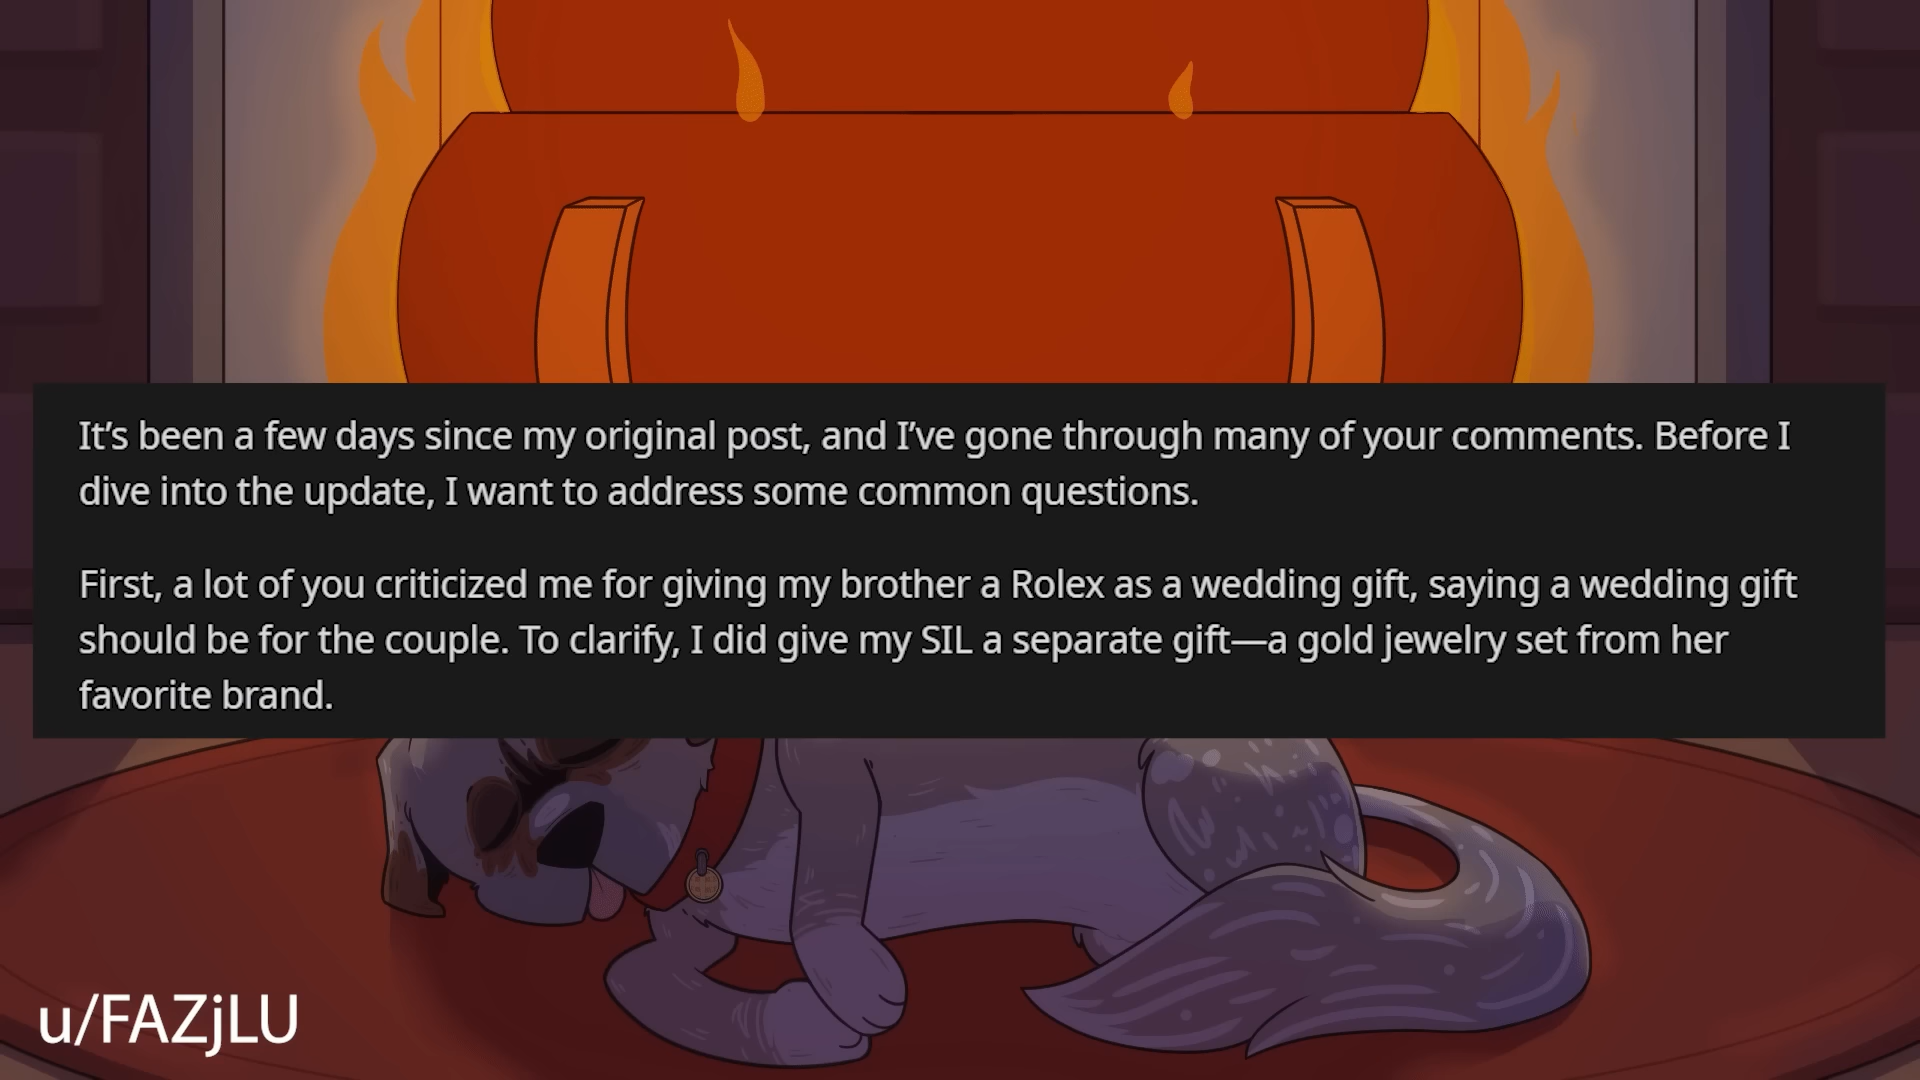 It’s been a few days since my original post, and I’ve gone through many of your comments. Before I
dive into the update, I want to address some common questions.
First, a lot of you criticized me for giving my brother a Rolex as a wedding gift, saying a wedding gift
should be for the couple. To clarify, I did give my SIL a separate gift—a gold jewelry set from her
favorite brand.
u/FAZjLU